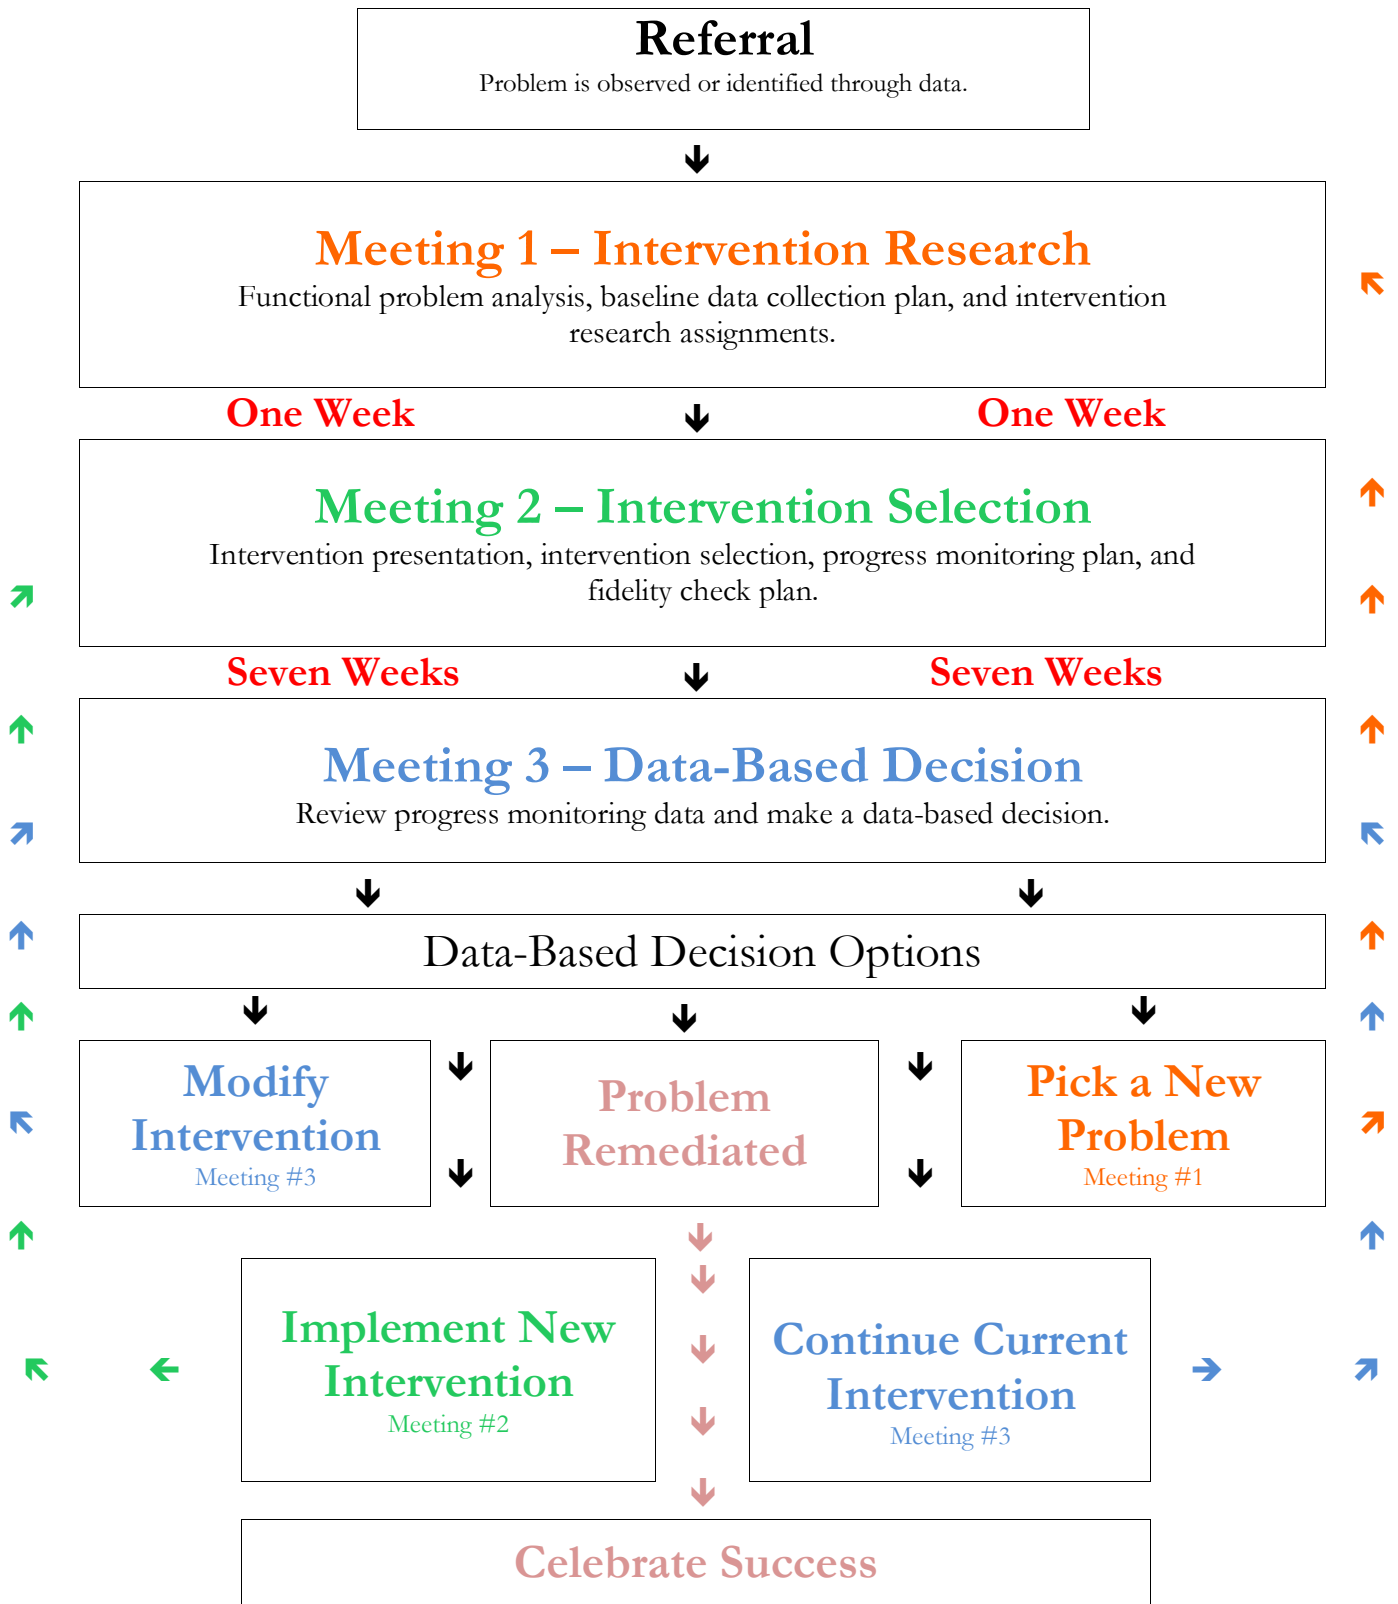 Referral
Problem is observed or identified through data.
Meeting 1 – Intervention Research
Functional problem analysis, baseline data collection plan, and intervention
research assignments.
One Week
One Week
Meeting 2 – Intervention Selection
Intervention presentation, intervention selection, progress monitoring plan, and
fidelity check plan.
Seven Weeks
Seven Weeks
Meeting 3 – Data-Based Decision
Review progress monitoring data and make a data-based decision.
Data-Based Decision Options
Modify
Intervention
Meeting #3
Problem
Remediated
Pick a New
Problem
Meeting #1
Implement New
Intervention
Meeting #2
Continue Current
Intervention
Meeting #3
Celebrate Success